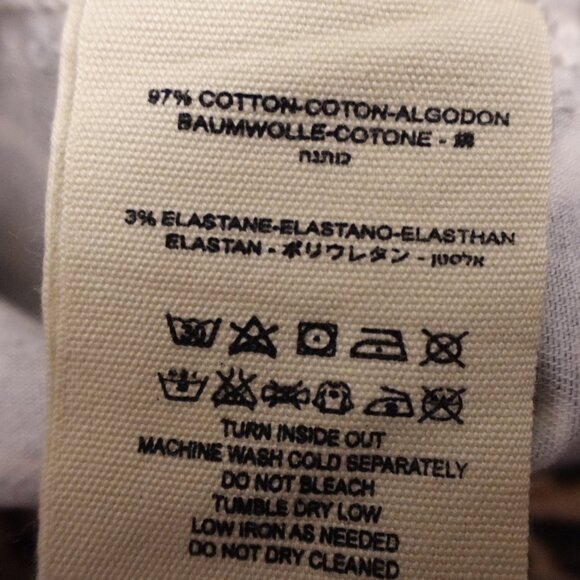 97% COTTON-COTON-ALGODON
BAUMWOLLE-COTONE - 綿
כותנה
3% ELASTANE-ELASTANO-ELASTHAN
ELASTAN - ポリウレタン - אלסטן
30
TURN INSIDE OUT
MACHINE WASH COLD SEPARATELY
DO NOT BLEACH
TUMBLE DRY LOW
LOW IRON AS NEEDED
DO NOT DRY CLEANED